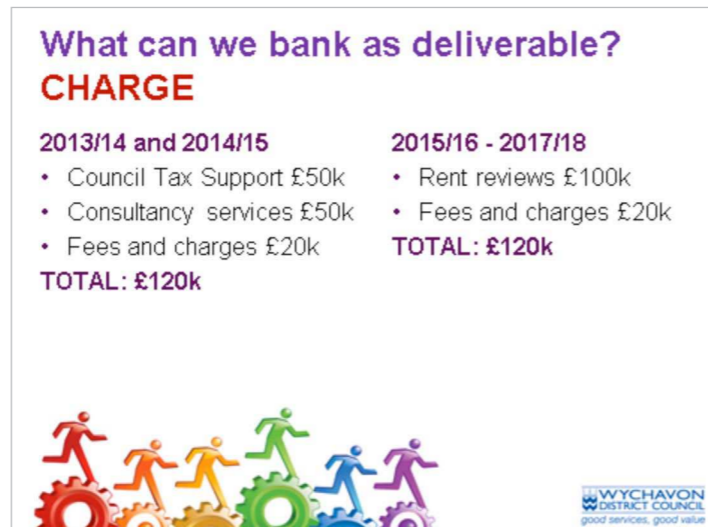 What can we bank as deliverable?
CHARGE
2013/14 and 2014/15
• Council Tax Support £50k
• Consultancy services £50k
• Fees and charges £20k
TOTAL: £120k
2015/16 - 2017/18
• Rent reviews £100k
• Fees and charges £20k
TOTAL: £120k
WYCHAVON
DISTRICT COUNCIL
good services, good value